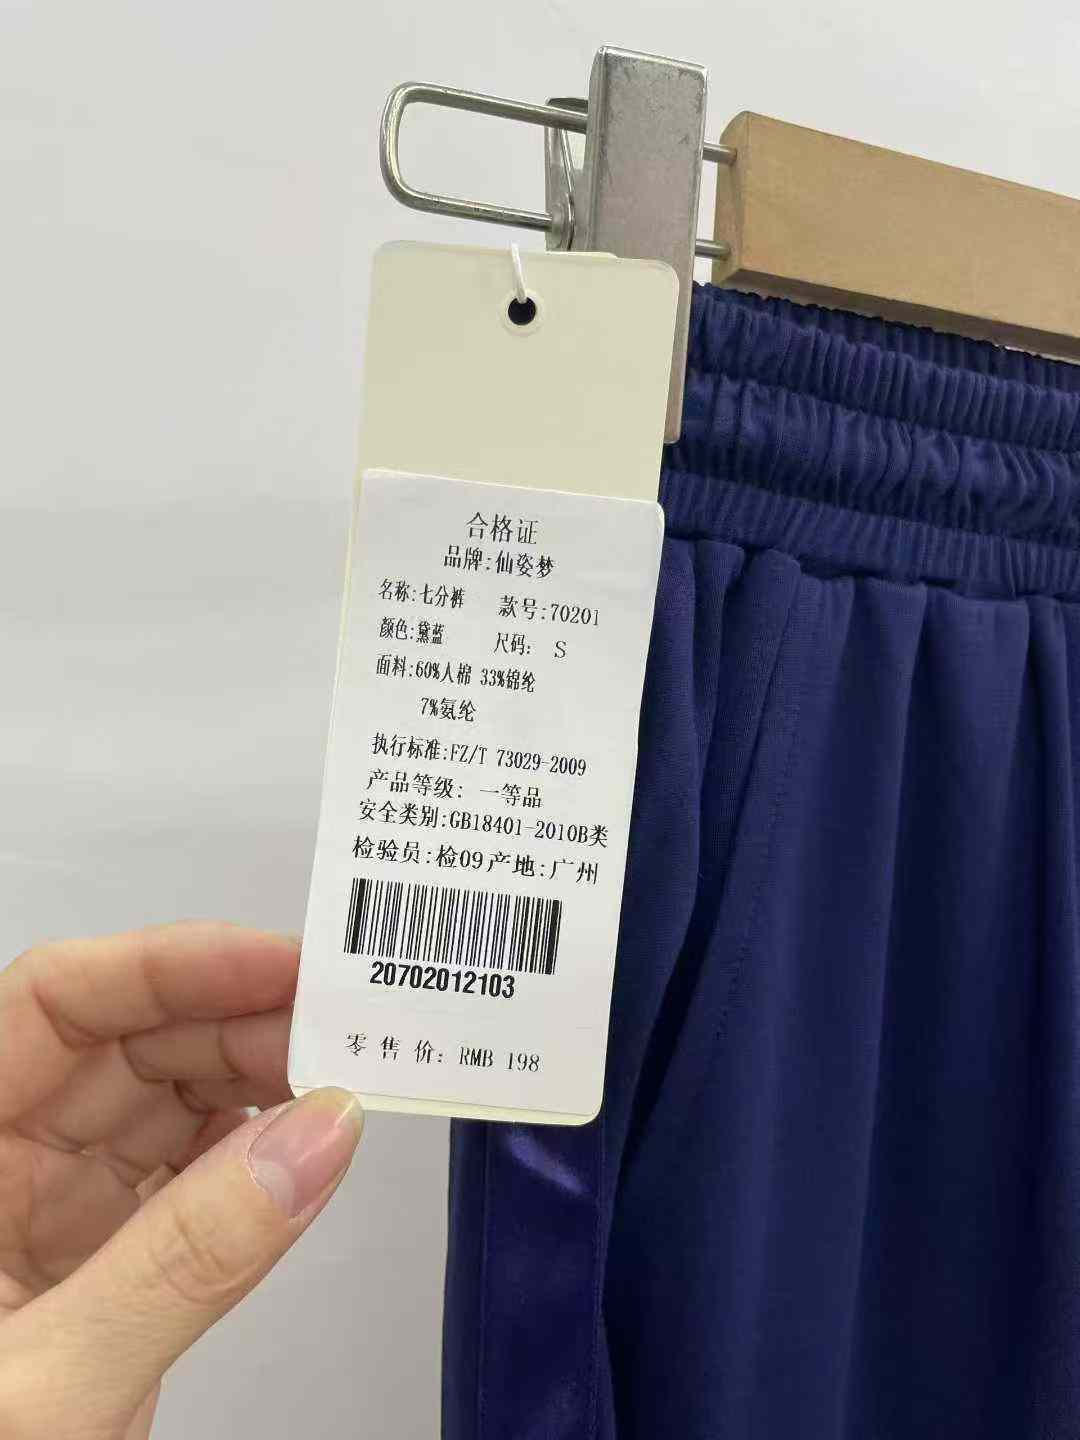 合格证
品牌:仙姿梦
名称:七分裤 款号:70201
颜色:黛蓝 尺码: S
面料:60%人棉 33%锦纶
7%氨纶
执行标准:FZ/T 73029-2009
产品等级: 一等品
安全类别:GB18401-2010B类
检验员:检09 产地:广州
20702012103
零售价: RMB 198